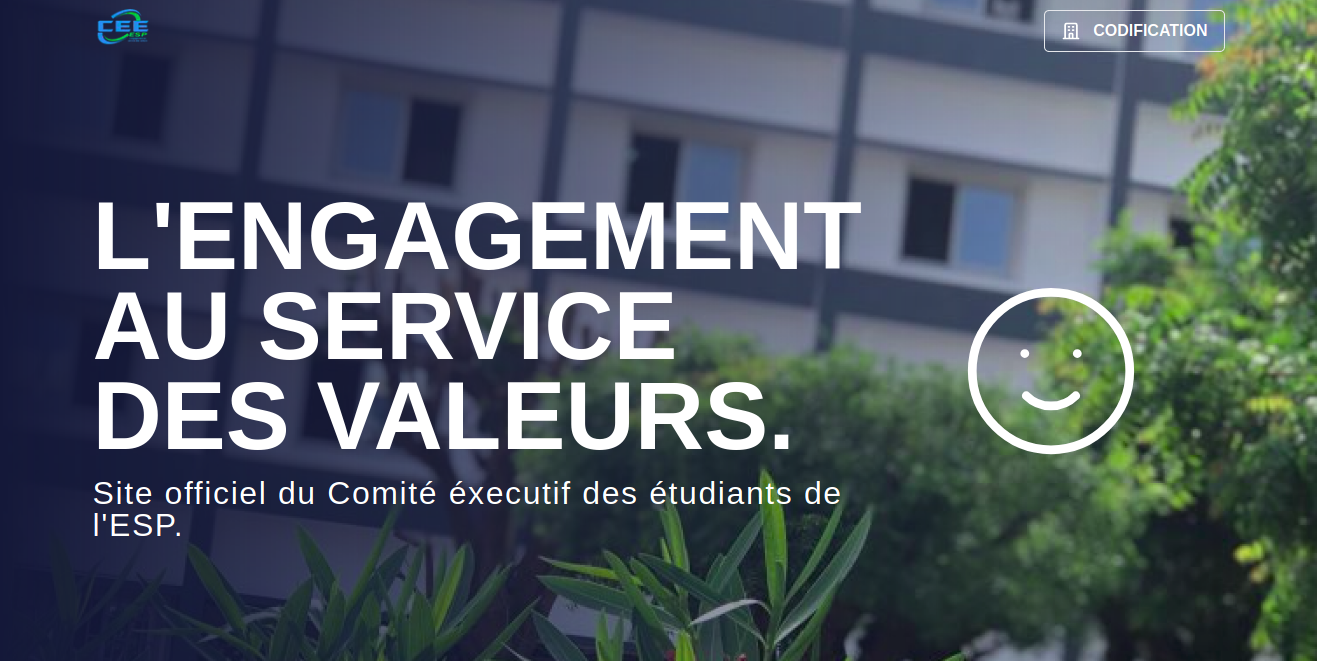 CEE
ESP
CODIFICATION
L'ENGAGEMENT
AU SERVICE
DES VALEURS.
Site officiel du Comité éxecutif des étudiants de
l'ESP.